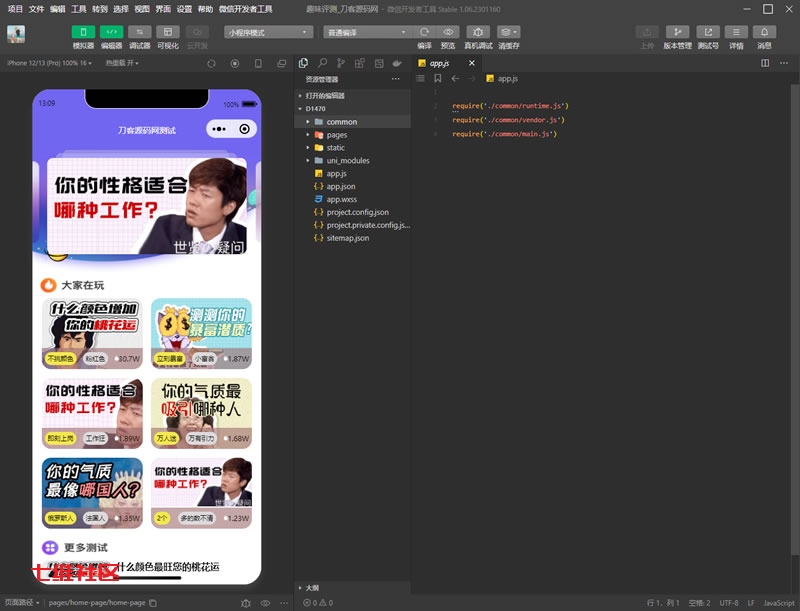 项目 文件 编辑 工具 转到 选择 视图 界面 设置 帮助 微信开发者工具
趣味评测_刀客源码网 - 微信开发者工具 Stable 1.06.2301160
模拟器 编辑器 调试器 可视化 云开发
小程序模式
普通编译
编译 预览 真机调试 清缓存
上传 版本管理 测试号 详情 消息
iPhone 12/13 (Pro) 100% 16
热重载 开
资源管理器
打开的编辑器
D1470
common
pages
static
uni_modules
app.js
app.json
app.wxss
project.config.json
project.private.config.js...
sitemap.json
大纲
app.js
app.js
1
2 require('./common/runtime.js')
3 require('./common/vendor.js')
4 require('./common/main.js')
13:09
100%
刀客源码网测试
你的性格适合
哪种工作?
大家在玩
什么颜色增加
你的桃花运
不挑颜色 粉红色 30.7W
测测你的
暴富潜质?
立刻暴富 小富翁 1.87W
你的性格适合
哪种工作?
即刻上岗 工作狂 1.89W
你的气质最
吸引哪种人
万人迷 万有引力 1.68W
你的气质
最像哪国人?
俄罗斯人 法国人 1.35W
你的性格适合
哪种工作?
2个 多的数不清 1.23W
更多测试
什么颜色最旺您的桃花运
七维社区
页面路径 pages/home-page/home-page
0 0
行 1，列 1 空格: 2 UTF-8 LF JavaScript